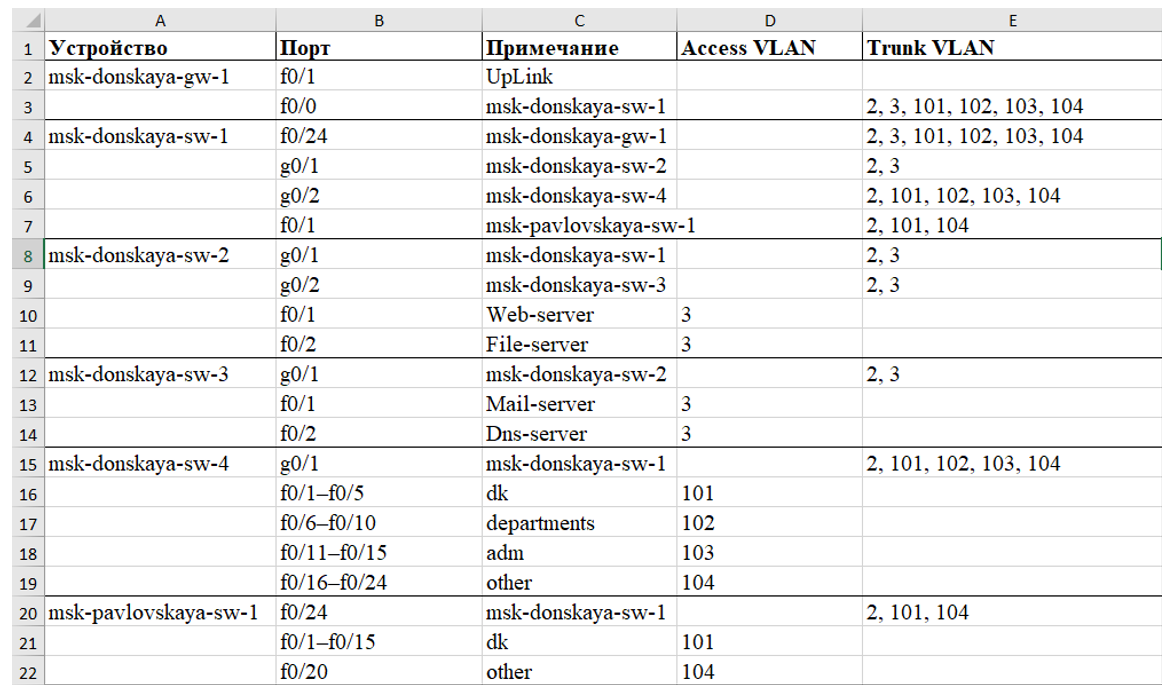 A B C D E
1 Устройство Порт Примечание Access VLAN Trunk VLAN
2 msk-donskaya-gw-1 f0/1 UpLink
3 f0/0 msk-donskaya-sw-1 2, 3, 101, 102, 103, 104
4 msk-donskaya-sw-1 f0/24 msk-donskaya-gw-1 2, 3, 101, 102, 103, 104
5 g0/1 msk-donskaya-sw-2 2, 3
6 g0/2 msk-donskaya-sw-4 2, 101, 102, 103, 104
7 f0/1 msk-pavlovskaya-sw-1 2, 101, 104
8 msk-donskaya-sw-2 g0/1 msk-donskaya-sw-1 2, 3
9 g0/2 msk-donskaya-sw-3 2, 3
10 f0/1 Web-server 3
11 f0/2 File-server 3
12 msk-donskaya-sw-3 g0/1 msk-donskaya-sw-2 2, 3
13 f0/1 Mail-server 3
14 f0/2 Dns-server 3
15 msk-donskaya-sw-4 g0/1 msk-donskaya-sw-1 2, 101, 102, 103, 104
16 f0/1–f0/5 dk 101
17 f0/6–f0/10 departments 102
18 f0/11–f0/15 adm 103
19 f0/16–f0/24 other 104
20 msk-pavlovskaya-sw-1 f0/24 msk-donskaya-sw-1 2, 101, 104
21 f0/1–f0/15 dk 101
22 f0/20 other 104